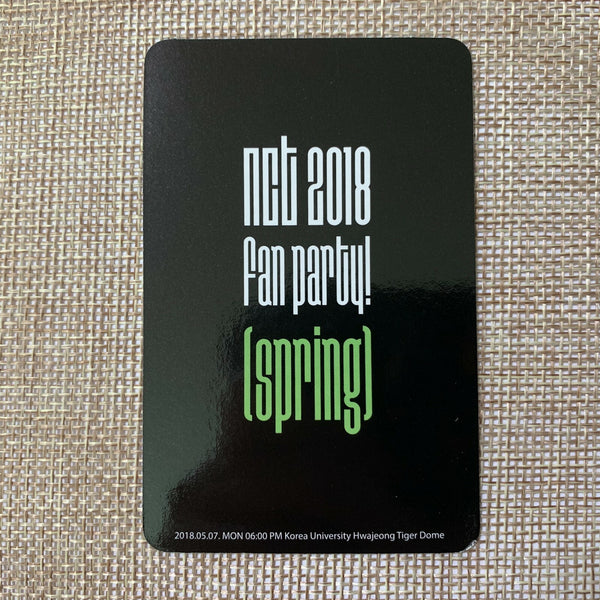 nct 2018
fan party!
(spring)
2018.05.07. MON 06:00 PM Korea University Hwajeong Tiger Dome